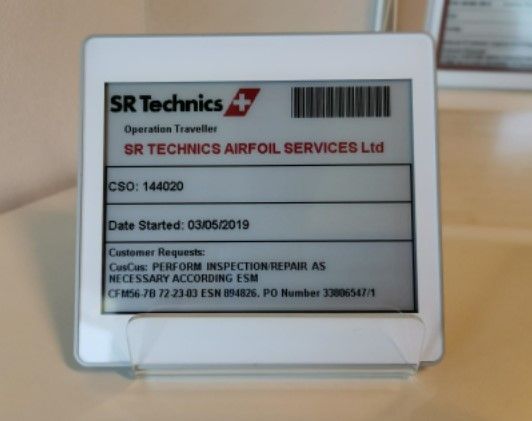 SR Technics
Operation Traveller
SR TECHNICS AIRFOIL SERVICES Ltd
CSO: 144020
Date Started: 03/05/2019
Customer Requests:
CusCus: PERFORM INSPECTION/REPAIR AS
NECESSARY ACCORDING ESM
CFM56-7B 72-23-03 ESN 894826. PO Number 33806547/1